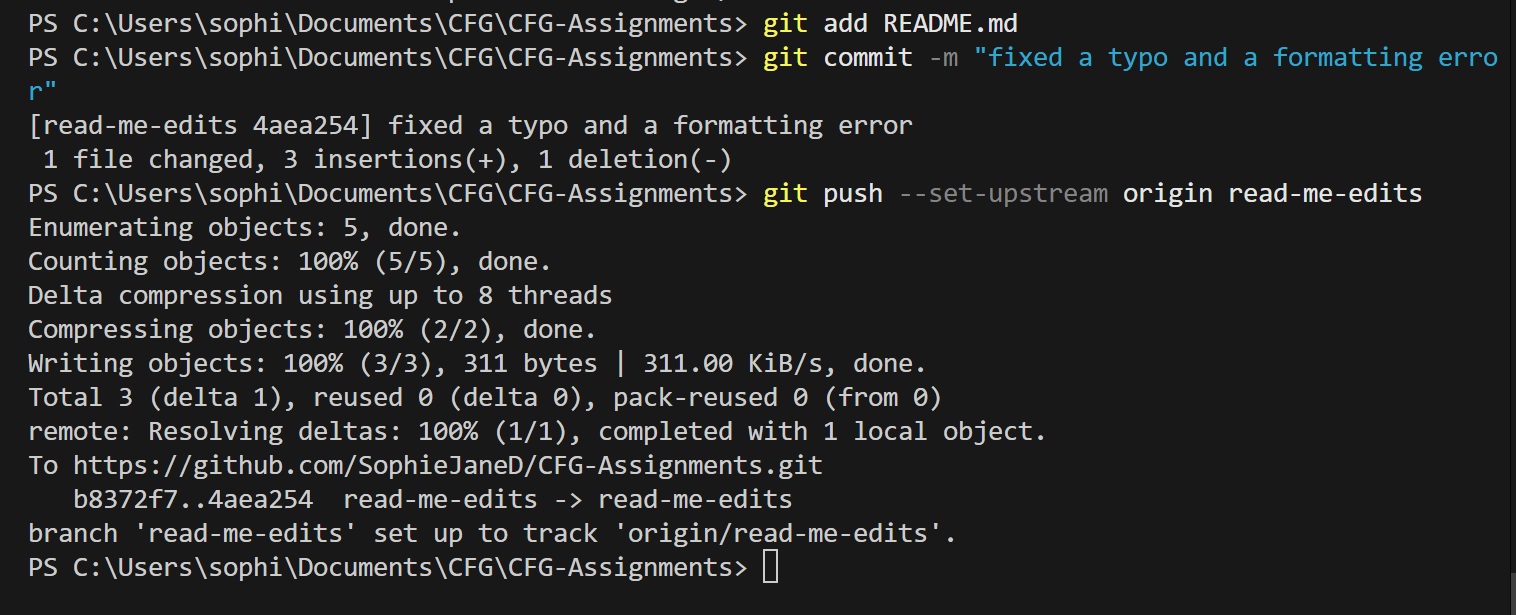 PS C:\Users\sophi\Documents\CFG\CFG-Assignments> git add README.md
PS C:\Users\sophi\Documents\CFG\CFG-Assignments> git commit -m "fixed a typo and a formatting erro
r"
[read-me-edits 4aea254] fixed a typo and a formatting error
 1 file changed, 3 insertions(+), 1 deletion(-)
PS C:\Users\sophi\Documents\CFG\CFG-Assignments> git push --set-upstream origin read-me-edits
Enumerating objects: 5, done.
Counting objects: 100% (5/5), done.
Delta compression using up to 8 threads
Compressing objects: 100% (2/2), done.
Writing objects: 100% (3/3), 311 bytes | 311.00 KiB/s, done.
Total 3 (delta 1), reused 0 (delta 0), pack-reused 0 (from 0)
remote: Resolving deltas: 100% (1/1), completed with 1 local object.
To https://github.com/SophieJaneD/CFG-Assignments.git
   b8372f7..4aea254  read-me-edits -> read-me-edits
branch 'read-me-edits' set up to track 'origin/read-me-edits'.
PS C:\Users\sophi\Documents\CFG\CFG-Assignments>